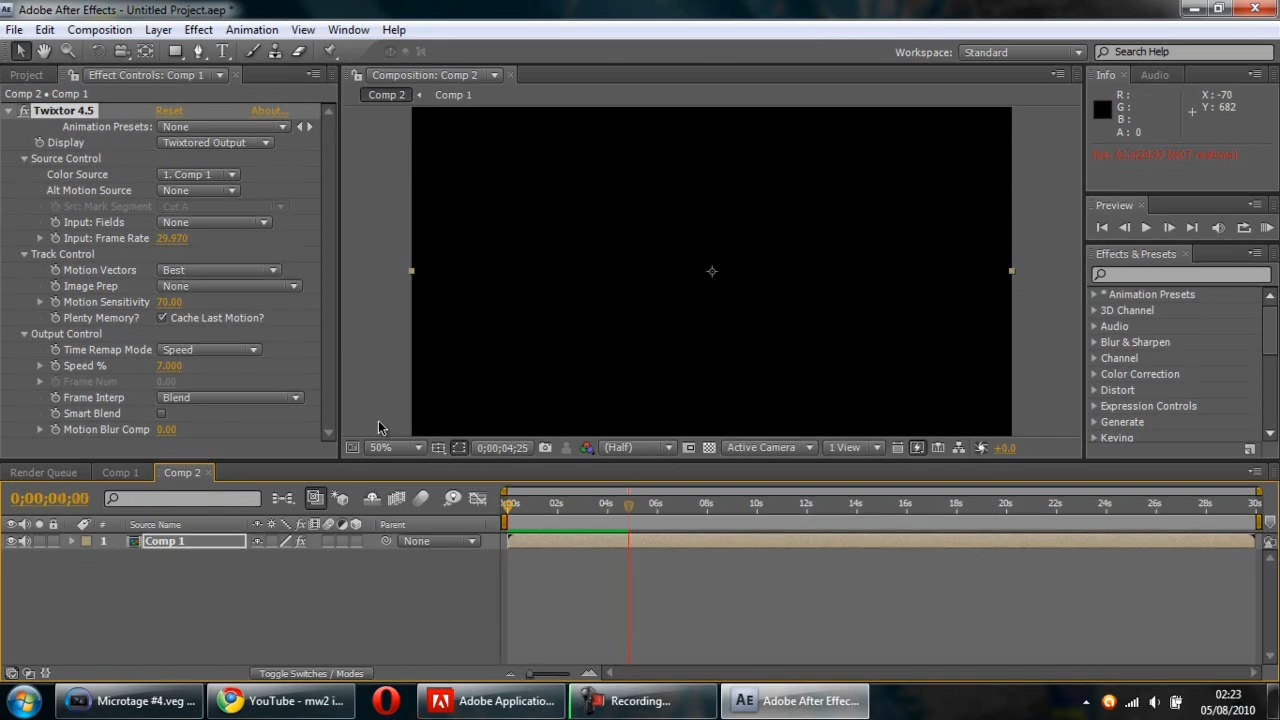 Adobe After Effects - Untitled Project.aep *
File Edit Composition Layer Effect Animation View Window Help
Workspace: Standard Search Help
Project Effect Controls: Comp 1 Composition: Comp 2 Info Audio
Comp 2 • Comp 1 Comp 2 Comp 1
Twixtor 4.5 Reset About...
Animation Presets: None
Display Twixtored Output
Source Control
Color Source 1. Comp 1
Alt Motion Source None
Src: Mark Segment Cut A
Input: Fields None
Input: Frame Rate 29.970
Track Control
Motion Vectors Best
Image Prep None
Motion Sensitivity 70.00
Plenty Memory? Cache Last Motion?
Output Control
Time Remap Mode Speed
Speed % 7.000
Frame Num 0.00
Frame Interp Blend
Smart Blend
Motion Blur Comp 0.00
50% 0;00;04;25 (Half) Active Camera 1 View +0.0
R: X: -70
G: Y: 682
B:
A: 0
Preview
Effects & Presets
* Animation Presets
3D Channel
Audio
Blur & Sharpen
Channel
Color Correction
Distort
Expression Controls
Generate
Keying
Render Queue Comp 1 Comp 2
0;00;00;00
02s 04s 06s 08s 10s 12s 14s 16s 18s 20s 22s 24s 26s 28s 30s
# Source Name Parent
1 Comp 1 None
Toggle Switches / Modes
Microtage #4.veg ... YouTube - mw2 i... Adobe Applicatio... Recording... Adobe After Effec... 02:23
05/08/2010